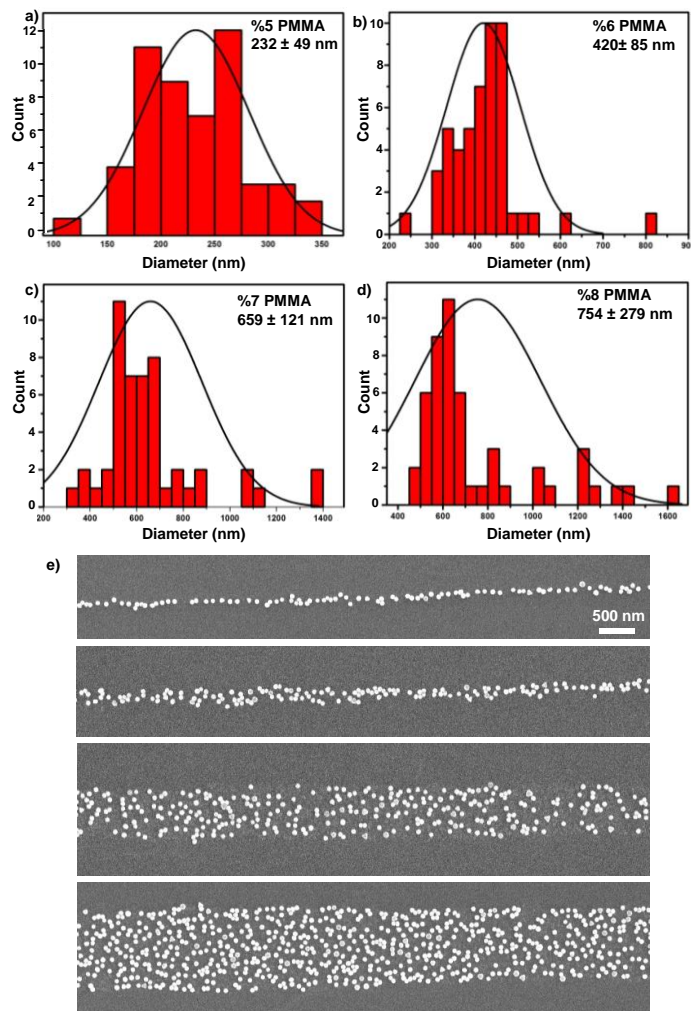 a)
%5 PMMA
232 ± 49 nm
12
10
8
6
4
2
0
Count
100 150 200 250 300 350
Diameter (nm)
b)
%6 PMMA
420± 85 nm
10
8
6
4
2
0
Count
200 300 400 500 600 700 800 90
Diameter (nm)
c)
%7 PMMA
659 ± 121 nm
10
8
6
4
2
0
Count
200 400 600 800 1000 1200 1400
Diameter (nm)
d)
%8 PMMA
754 ± 279 nm
10
8
6
4
2
0
Count
400 600 800 1000 1200 1400 1600
Diameter (nm)
e)
500 nm